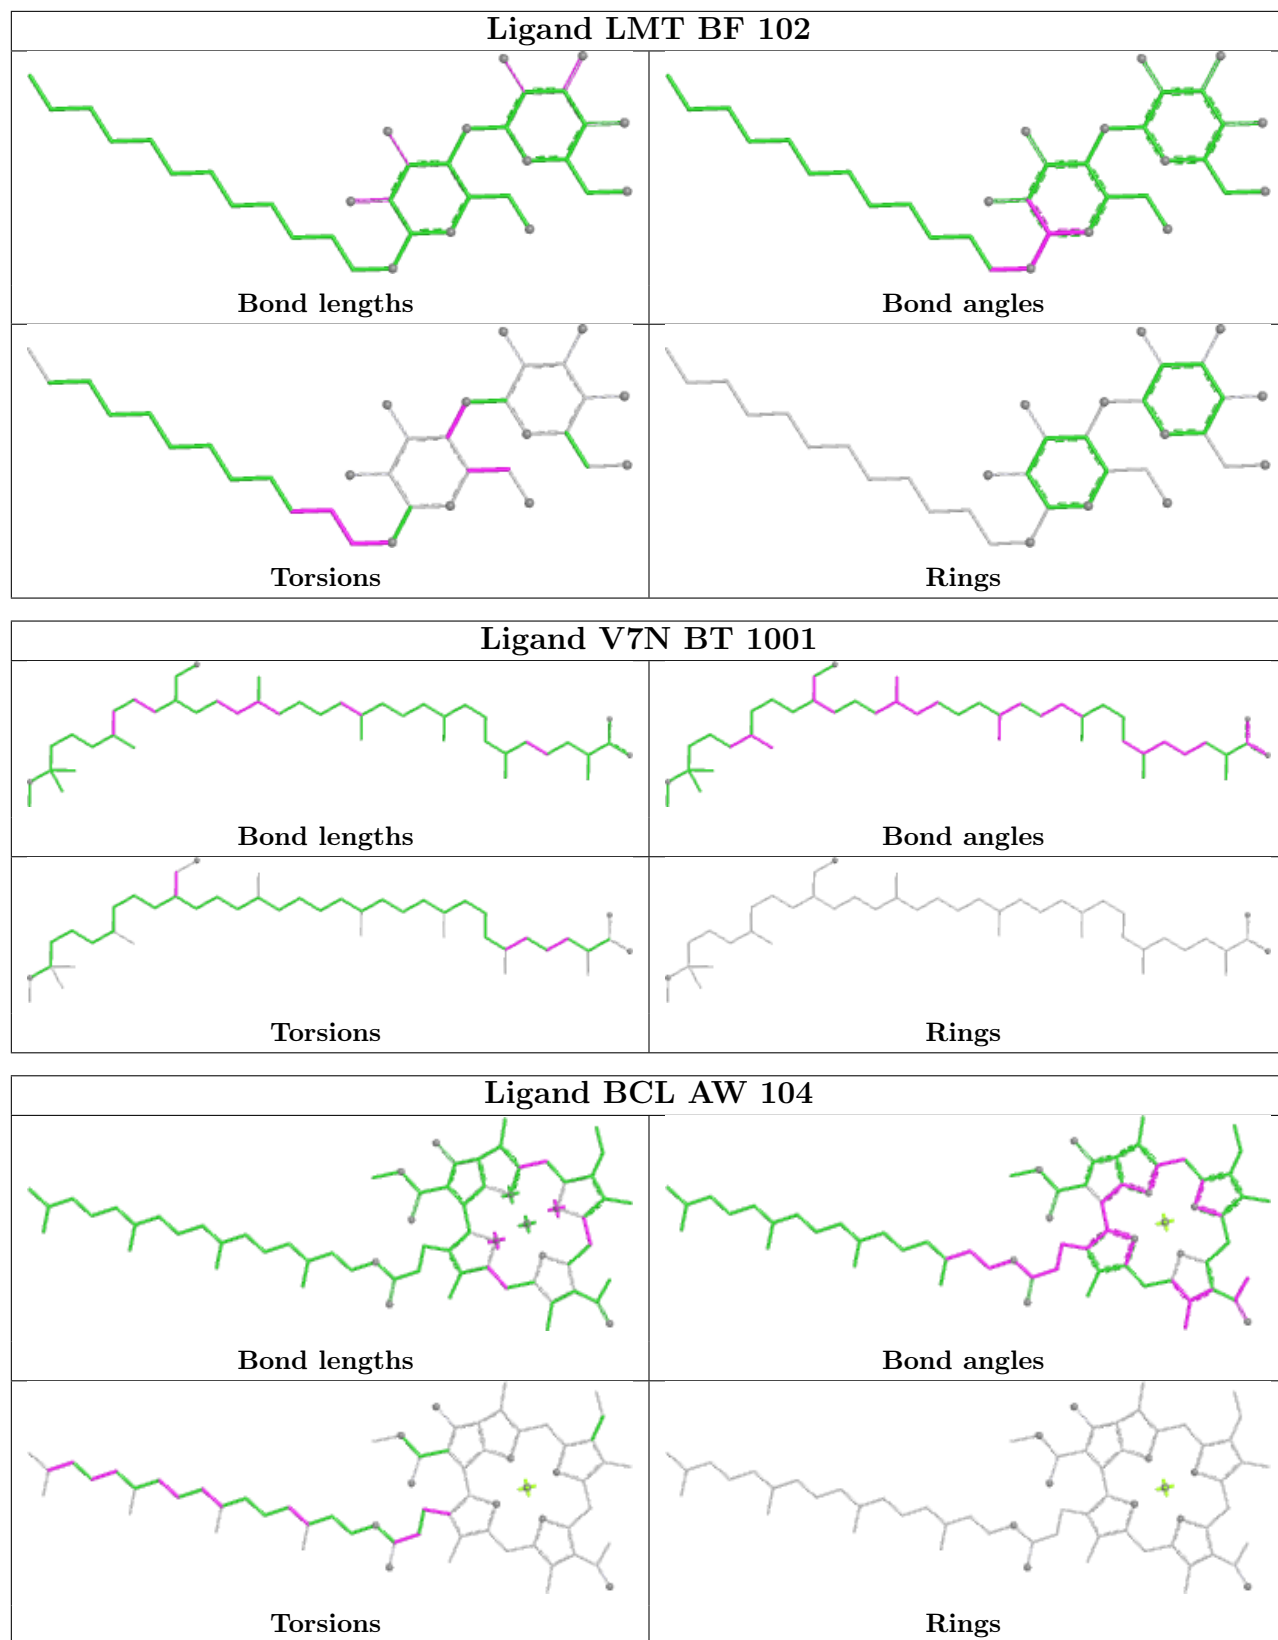 Ligand LMT BF 102
Bond lengths
Bond angles
Torsions
Rings
Ligand V7N BT 1001
Bond lengths
Bond angles
Torsions
Rings
Ligand BCL AW 104
Bond lengths
Bond angles
Torsions
Rings